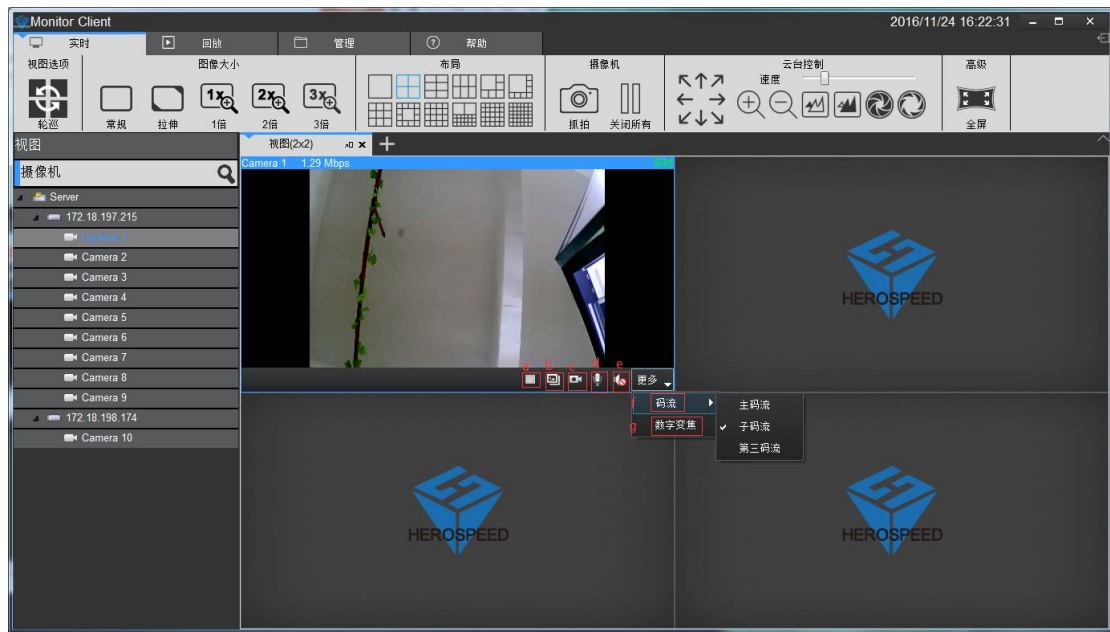 Monitor Client
2016/11/24 16:22:31
实时
回放
管理
帮助
视图选项
图像大小
布局
摄像机
云台控制
高级
速度
1x
2x
3x
轮巡
常规
拉伸
1倍
2倍
3倍
抓拍
关闭所有
全屏
视图
视图(2x2)
摄像机
Camera 1 1.29 Mbps
实时
Server
172.18.197.215
Camera 1
Camera 2
Camera 3
Camera 4
Camera 5
Camera 6
Camera 7
Camera 8
Camera 9
172.18.198.174
Camera 10
HEROSPEED
a b c d e
更多
f 码流
主码流
g 数字变焦
子码流
第三码流
HEROSPEED
HEROSPEED